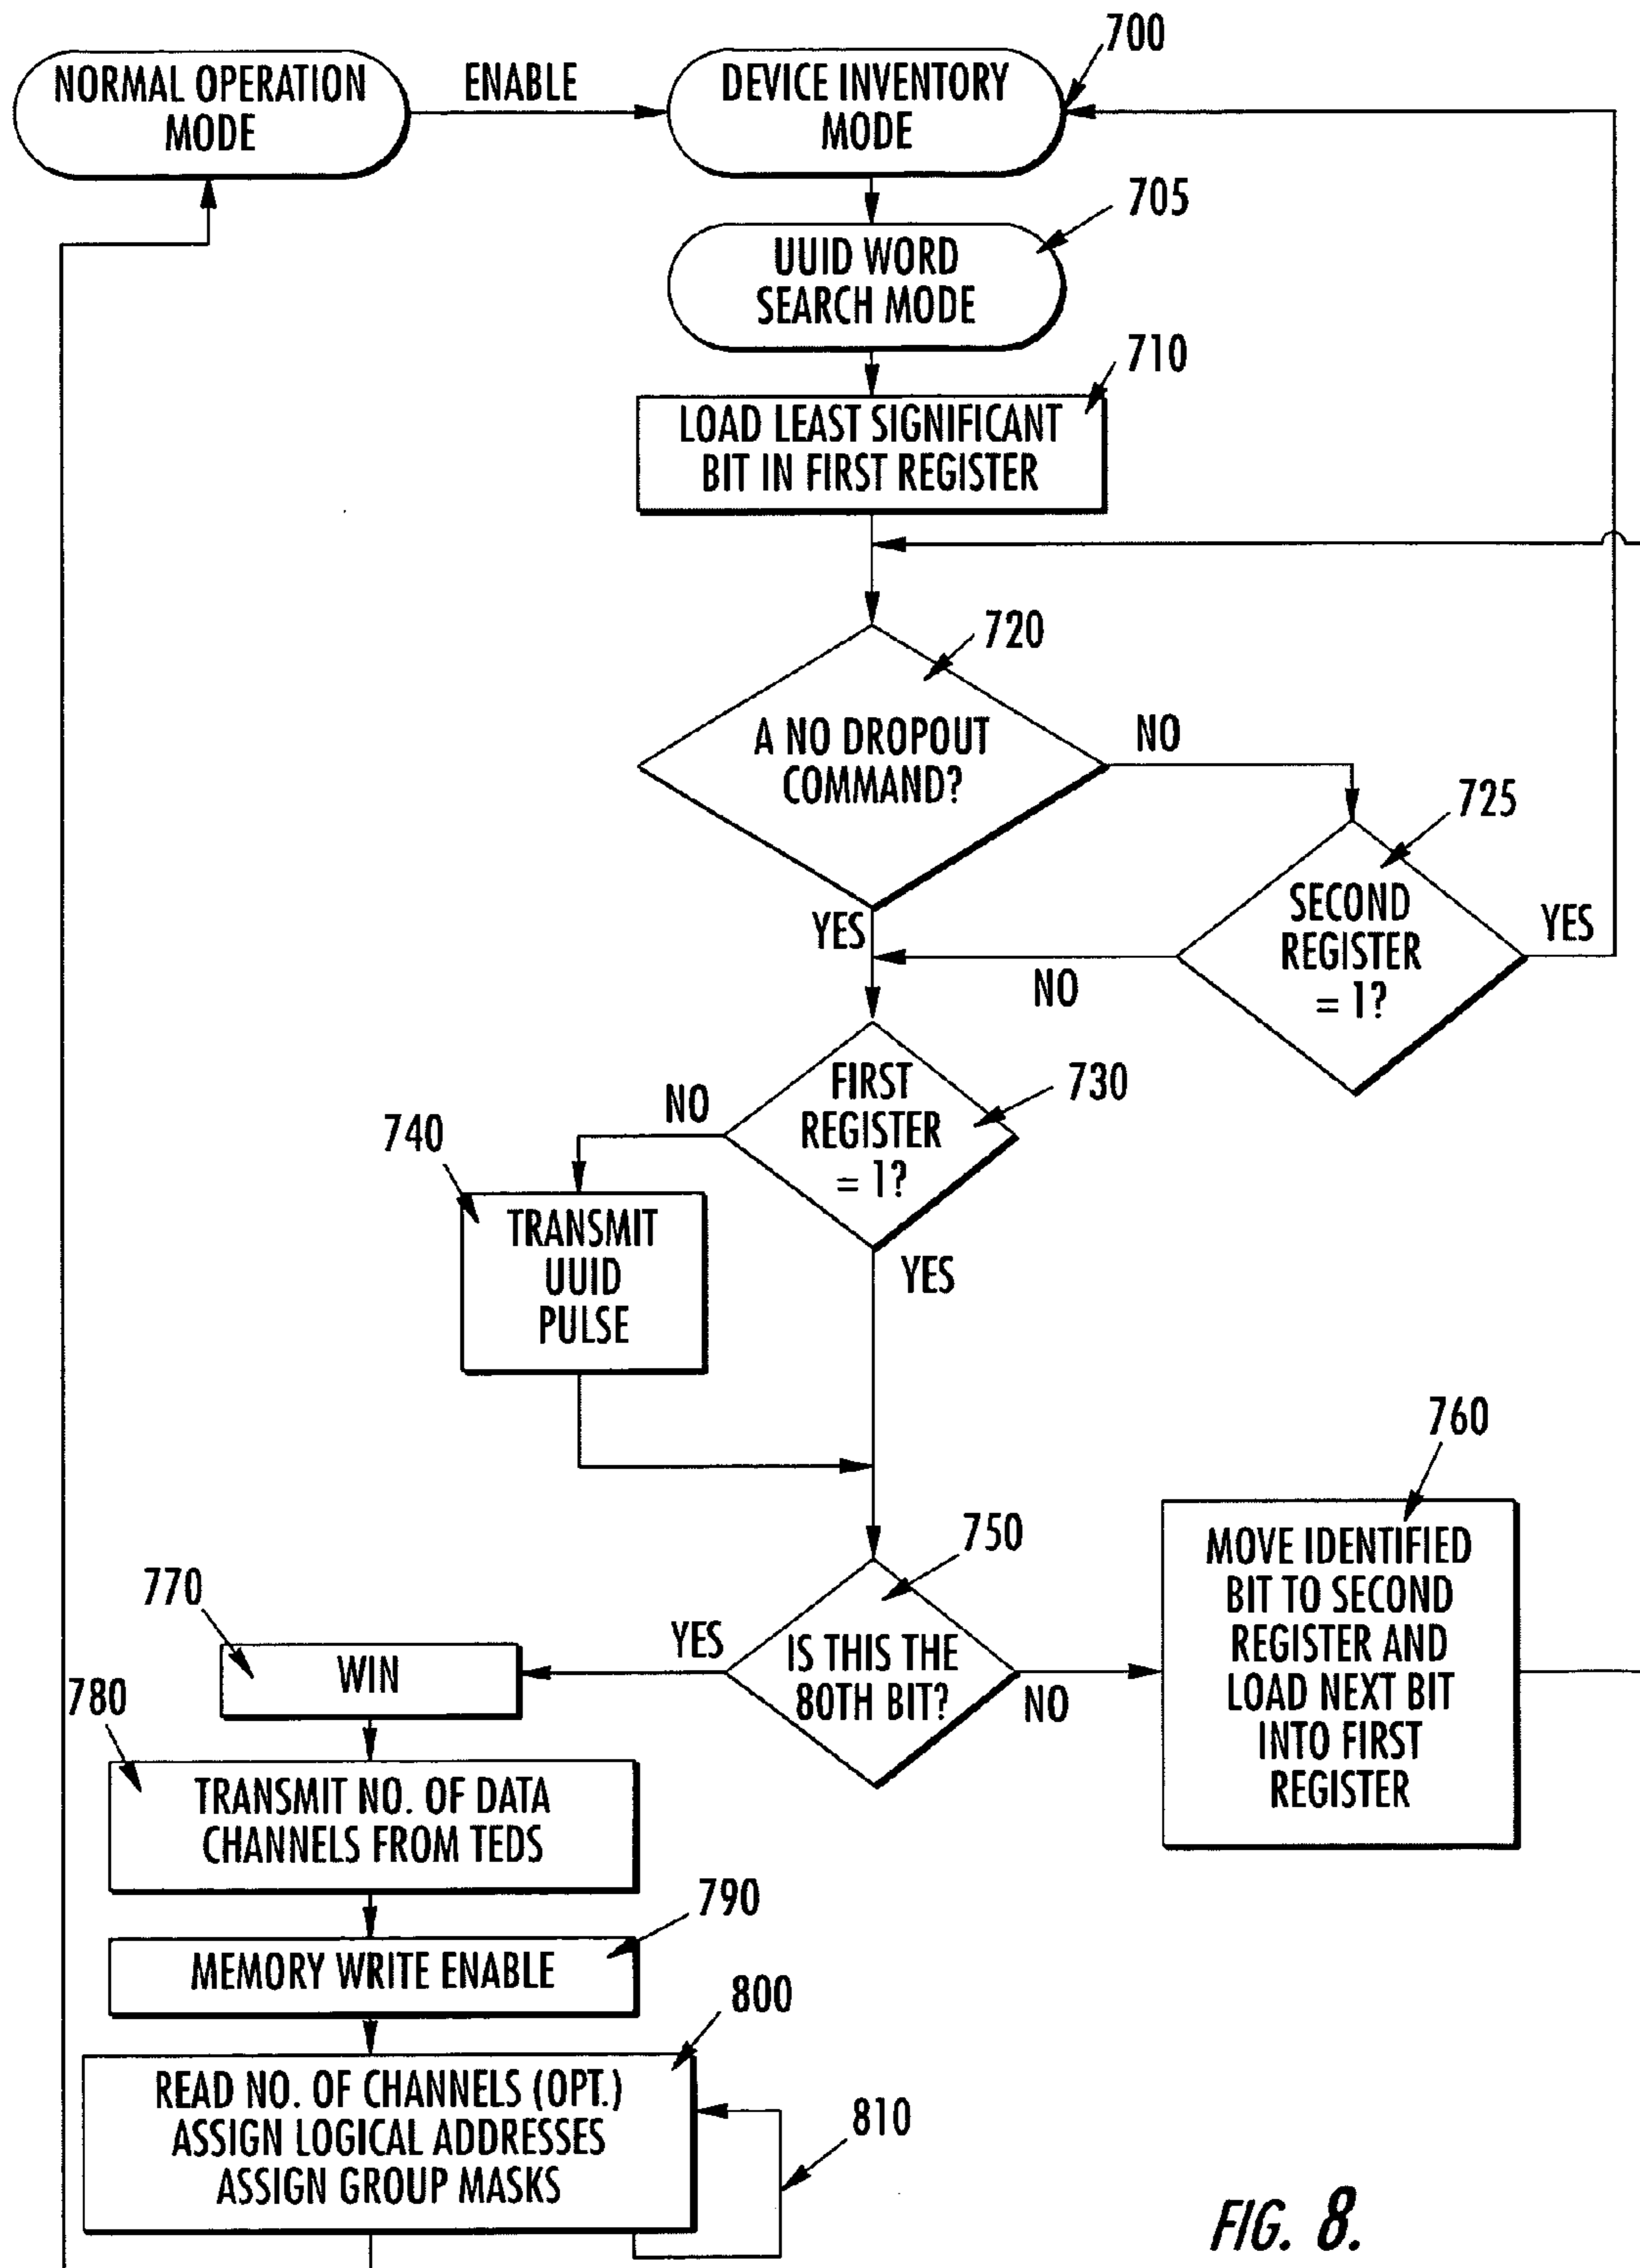 NORMAL OPERATION
MODE
ENABLE
DEVICE INVENTORY
MODE
700
UUID WORD
SEARCH MODE
705
710
LOAD LEAST SIGNIFICANT
BIT IN FIRST REGISTER
720
A NO DROPOUT
COMMAND?
NO
YES
725
SECOND
REGISTER
= 1?
YES
NO
730
FIRST
REGISTER
= 1?
NO
YES
740
TRANSMIT
UUID
PULSE
750
IS THIS THE
80TH BIT?
YES
NO
760
MOVE IDENTIFIED
BIT TO SECOND
REGISTER AND
LOAD NEXT BIT
INTO FIRST
REGISTER
770
WIN
780
TRANSMIT NO. OF DATA
CHANNELS FROM TEDS
790
MEMORY WRITE ENABLE
800
READ NO. OF CHANNELS (OPT.)
ASSIGN LOGICAL ADDRESSES
ASSIGN GROUP MASKS
810
FIG. 8.